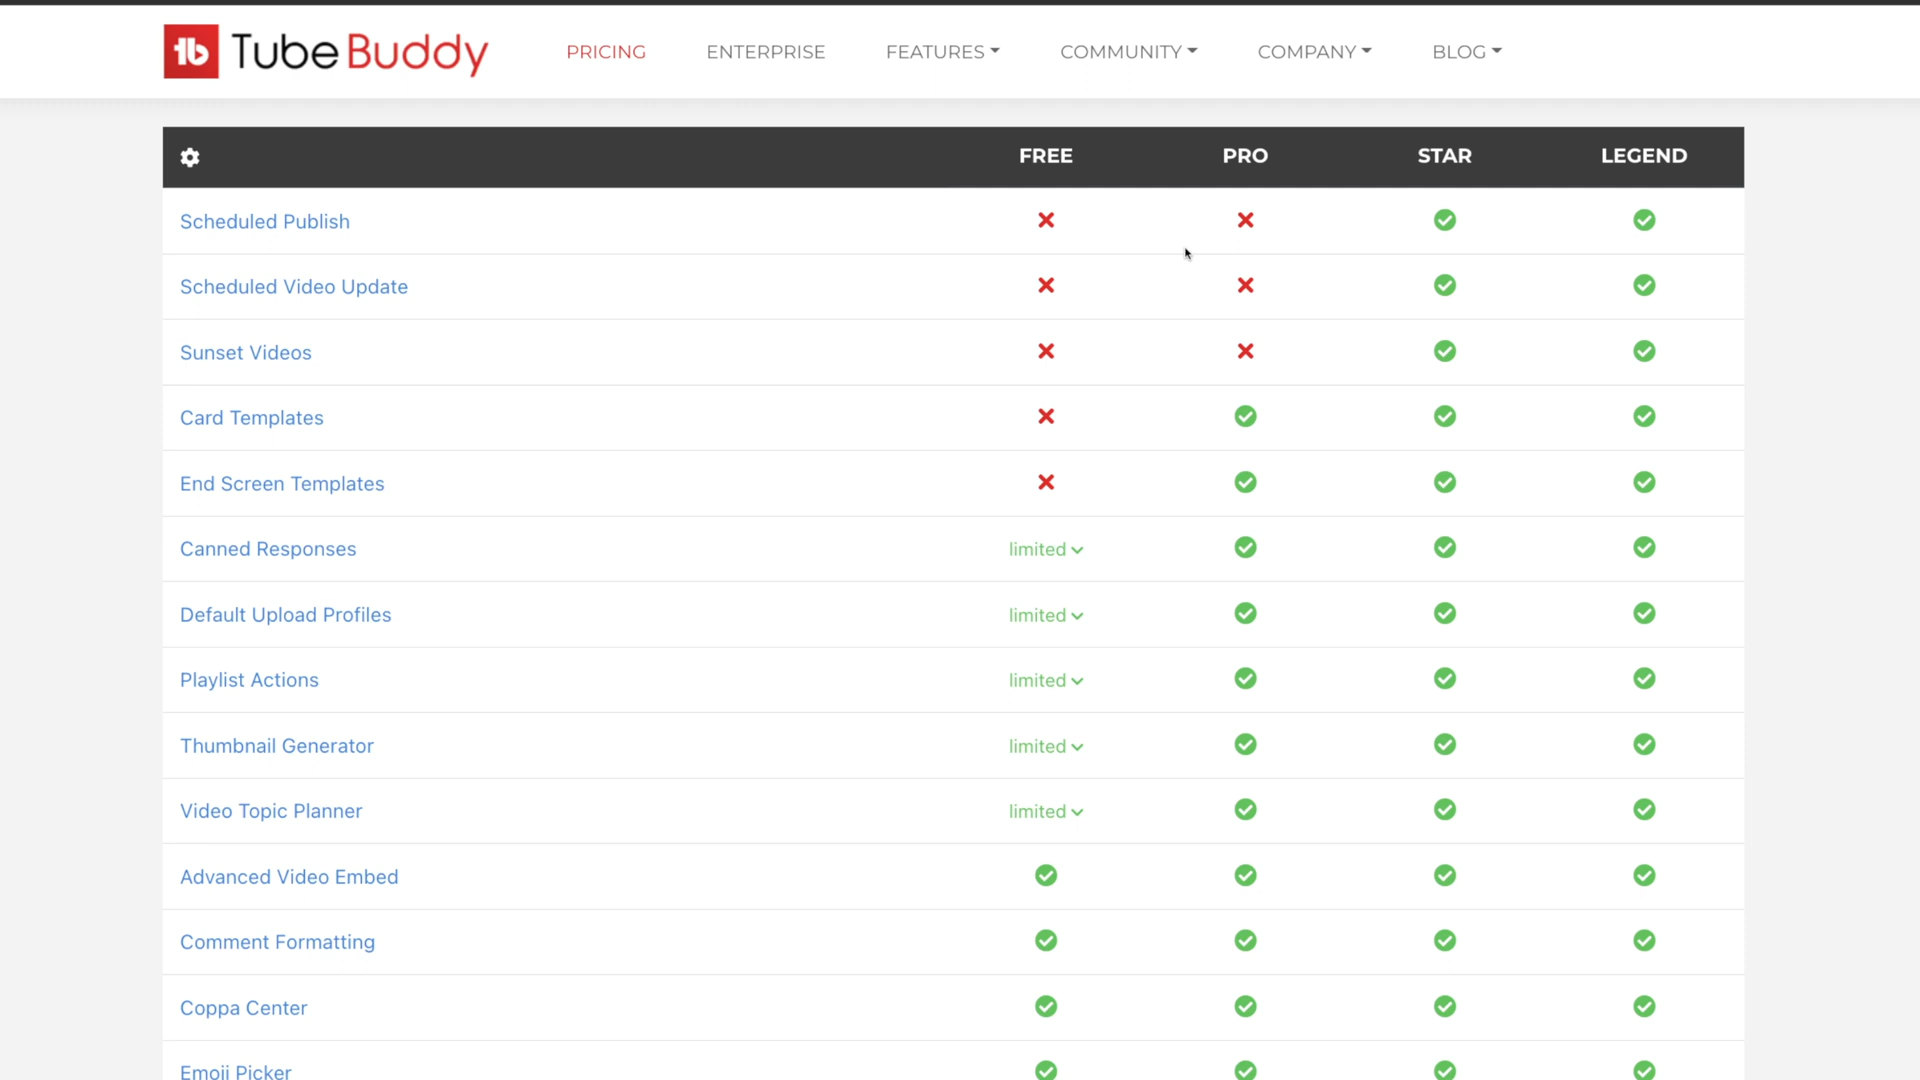 tb TubeBuddy PRICING ENTERPRISE FEATURES COMMUNITY COMPANY BLOG
FREE PRO STAR LEGEND
Scheduled Publish
Scheduled Video Update
Sunset Videos
Card Templates
End Screen Templates
Canned Responses limited
Default Upload Profiles limited
Playlist Actions limited
Thumbnail Generator limited
Video Topic Planner limited
Advanced Video Embed
Comment Formatting
Coppa Center
Emoji Picker